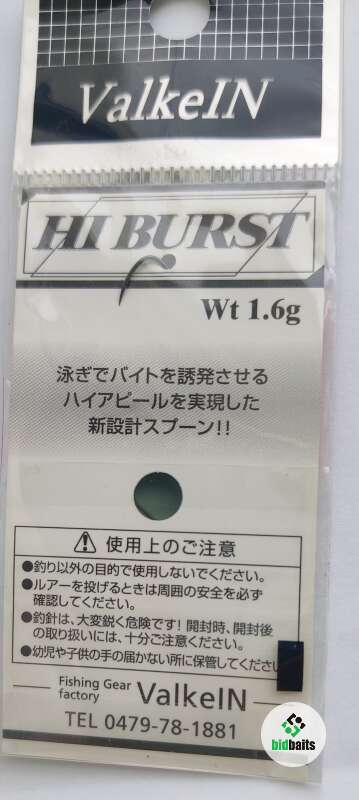 ValkeIN
HI BURST
Wt 1.6g
泳ぎでバイトを誘発させる
ハイアピールを実現した
新設計スプーン!!
使用上のご注意
●釣り以外の目的で使用しないでください。
●ルアーを投げるときは周囲の安全を必ず
確認してください。
●釣針は、大変鋭く危険です! 開封時、開封後
の取り扱いには、十分ご注意ください。
●幼児や子供の手の届かない所に保管してください
Fishing Gear
factory
ValkeIN
TEL 0479-78-1881
bidbaits